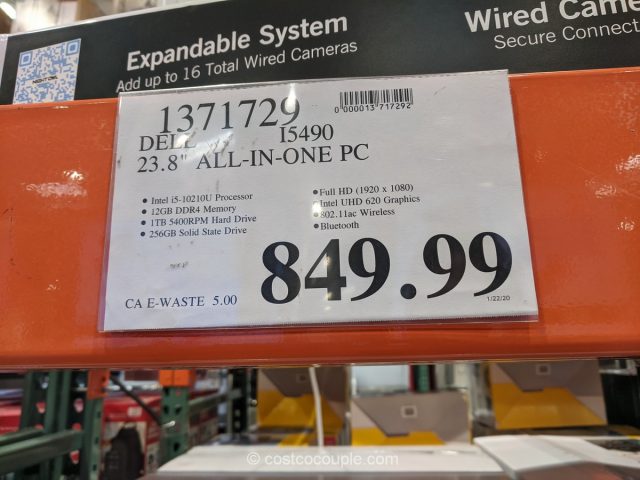 Expandable System
Add up to 16 Total Wired Cameras
Wired Came
Secure Connect
1371729
0 000013 717292
DELL I5490
23.8" ALL-IN-ONE PC
• Intel i5-10210U Processor
• 12GB DDR4 Memory
• 1TB 5400RPM Hard Drive
• 256GB Solid State Drive
• Full HD (1920 x 1080)
• Intel UHD 620 Graphics
• 802.11ac Wireless
• Bluetooth
849.99
CA E-WASTE 5.00
1/22/20
© costcocouple.com